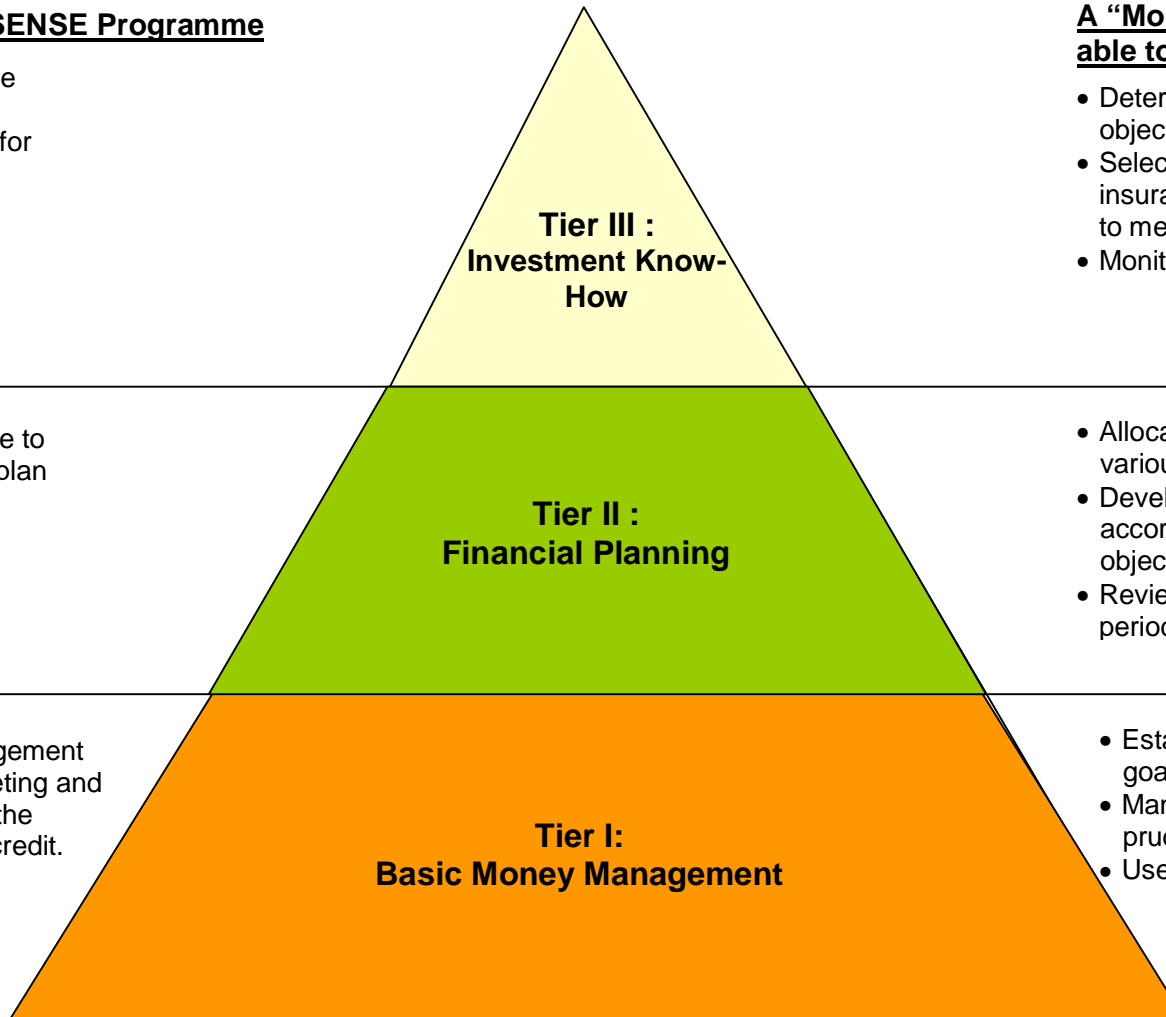 SENSE Programme
e
for
e to
plan
gement
eting and
the
credit.
Tier III :
Investment Know-
How
Tier II :
Financial Planning
Tier I:
Basic Money Management
A “Mo
able to
• Deter
objec
• Selec
insura
to me
• Monit
• Alloca
variou
• Devel
accor
objec
• Revie
period
• Esta
goa
• Man
prud
• Use